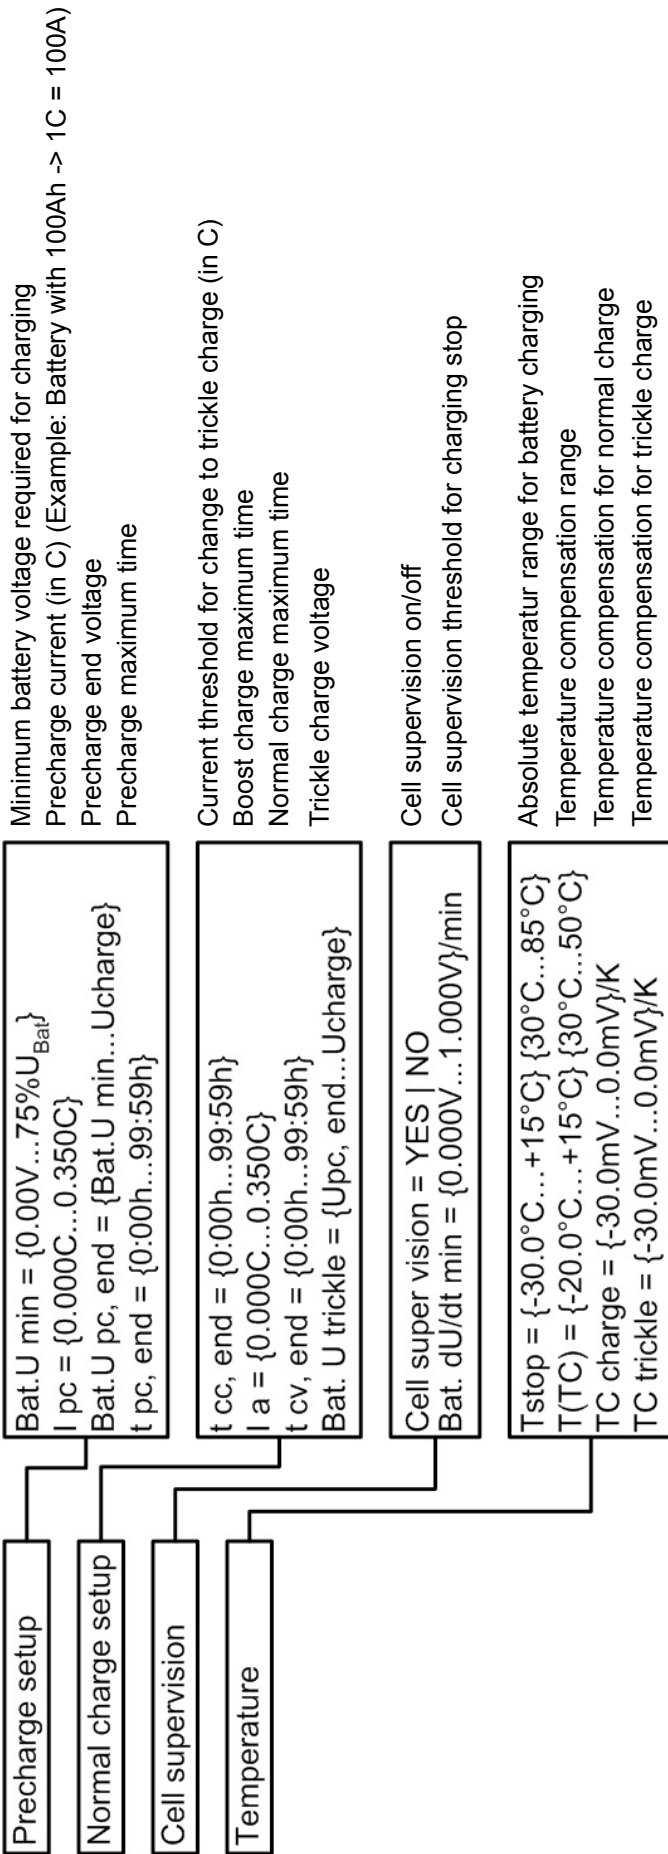 Precharge setup
Bat.U min = {0.00V...75%U_Bat}
I pc = {0.000C...0.350C}
Bat.U pc, end = {Bat.U min...Ucharge}
t pc, end = {0:00h...99:59h}
Minimum battery voltage required for charging
Precharge current (in C) (Example: Battery with 100Ah -> 1C = 100A)
Precharge end voltage
Precharge maximum time
Normal charge setup
t cc, end = {0:00h...99:59h}
I a = {0.000C...0.350C}
t cv, end = {0:00h...99:59h}
Bat. U trickle = {Upc, end...Ucharge}
Current threshold for change to trickle charge (in C)
Boost charge maximum time
Normal charge maximum time
Trickle charge voltage
Cell supervision
Cell super vision = YES | NO
Bat. dU/dt min = {0.000V...1.000V}/min
Cell supervision on/off
Cell supervision threshold for charging stop
Temperature
Tstop = {-30.0°C...+15°C} {30°C...85°C}
T(TC) = {-20.0°C...+15°C} {30°C...50°C}
TC charge = {-30.0mV...0.0mV}/K
TC trickle = {-30.0mV...0.0mV}/K
Absolute temperatur range for battery charging
Temperature compensation range
Temperature compensation for normal charge
Temperature compensation for trickle charge